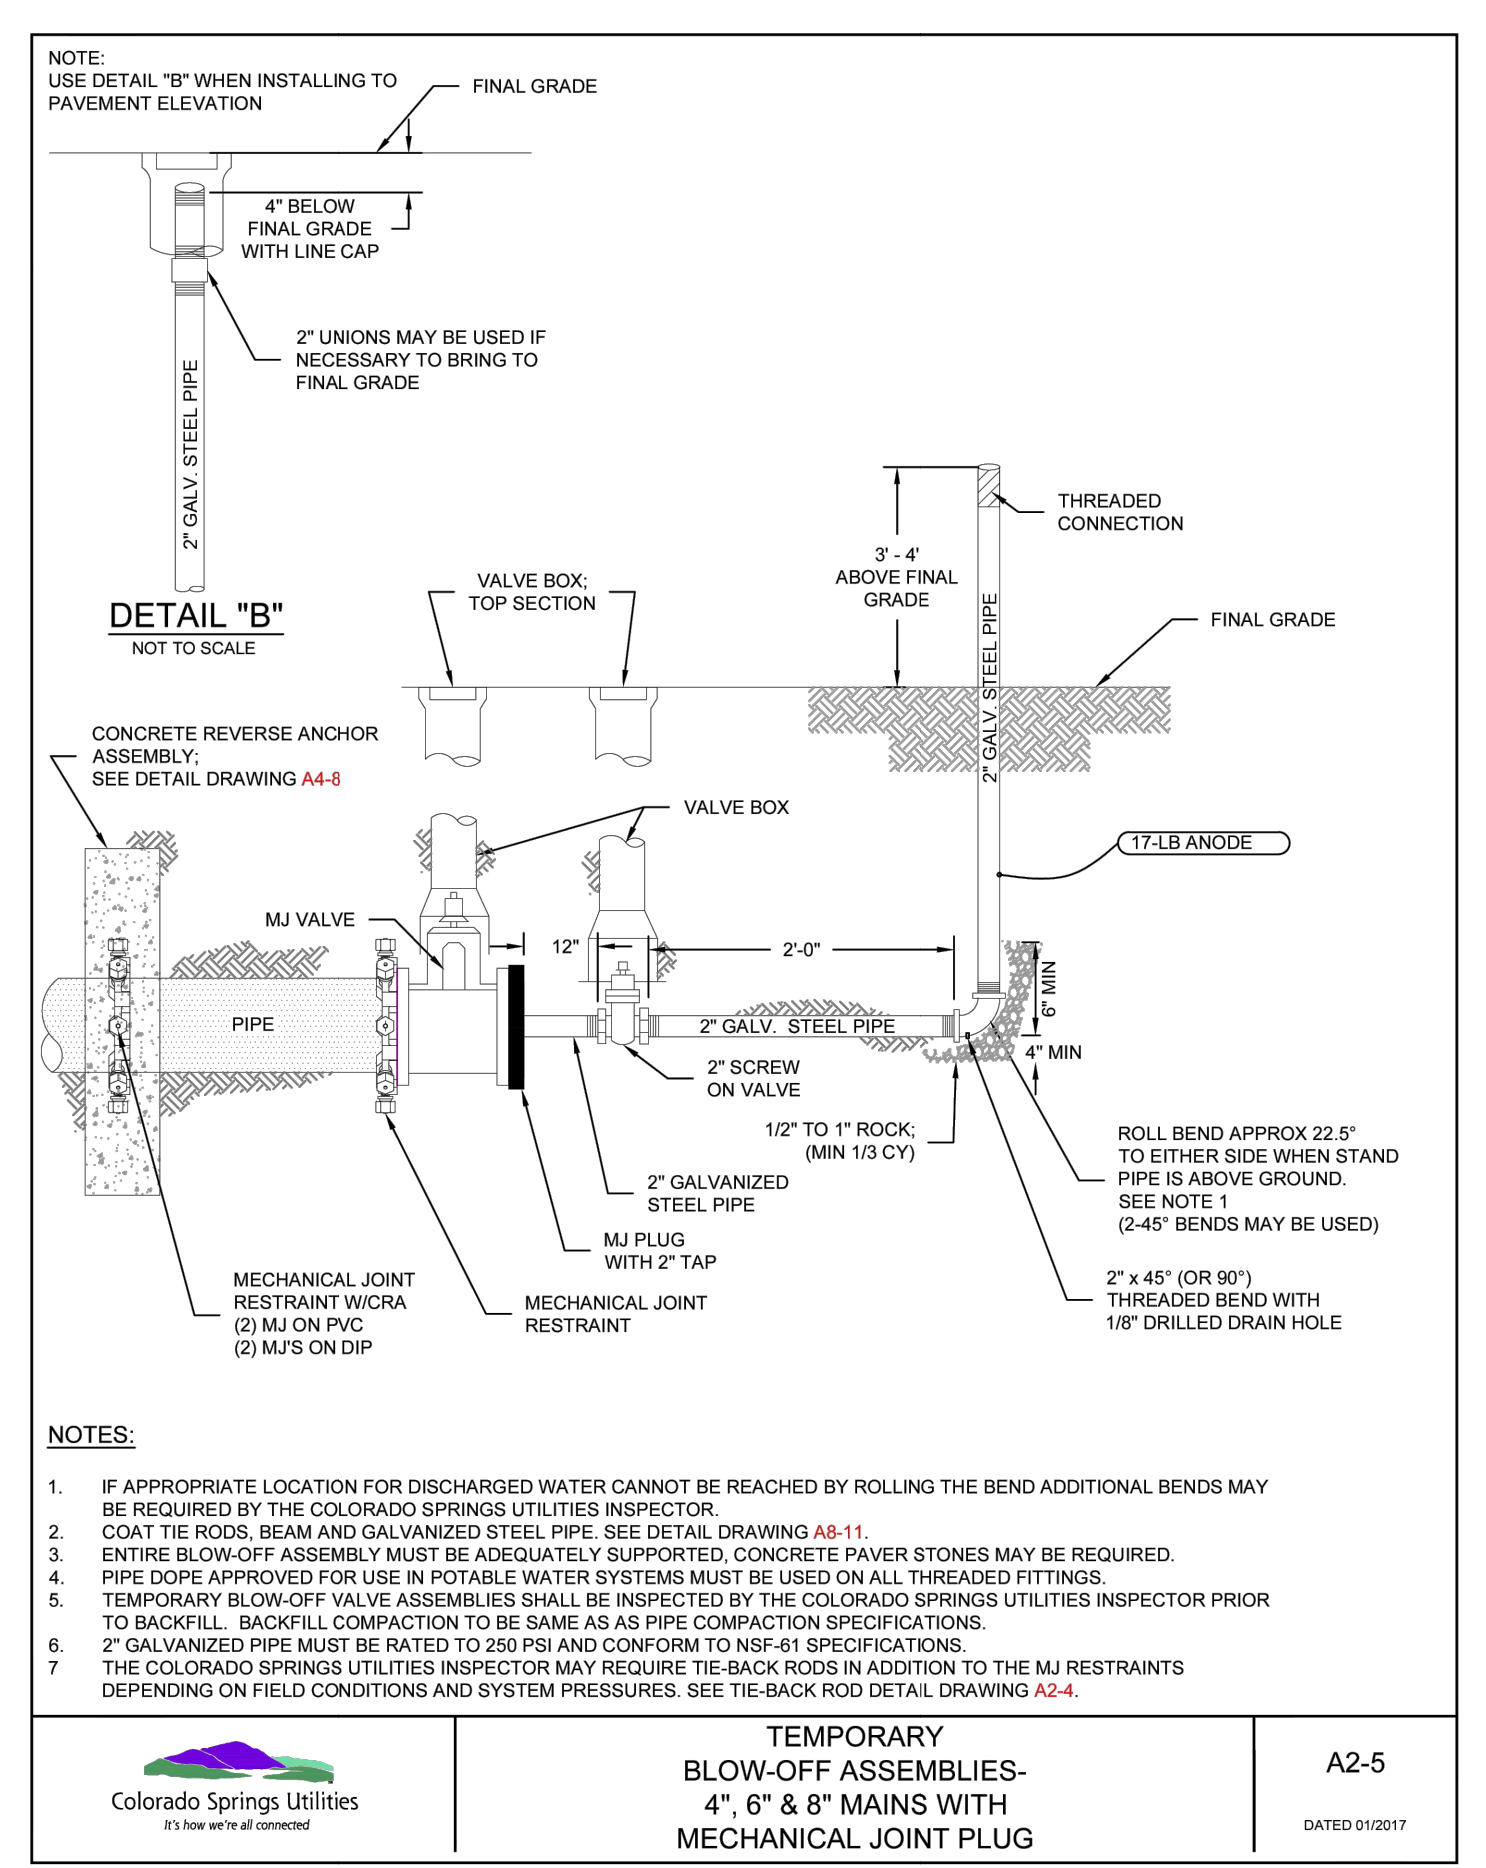 NOTE:
USE DETAIL "B" WHEN INSTALLING TO
PAVEMENT ELEVATION
FINAL GRADE
4" BELOW
FINAL GRADE
WITH LINE CAP
2" UNIONS MAY BE USED IF
NECESSARY TO BRING TO
FINAL GRADE
2" GALV. STEEL PIPE
DETAIL "B"
NOT TO SCALE
THREADED
CONNECTION
3' - 4'
ABOVE FINAL
GRADE
VALVE BOX;
TOP SECTION
FINAL GRADE
2" GALV. STEEL PIPE
CONCRETE REVERSE ANCHOR
ASSEMBLY;
SEE DETAIL DRAWING A4-8
VALVE BOX
17-LB ANODE
MJ VALVE
12"
2'-0"
6" MIN
PIPE
2" GALV. STEEL PIPE
4" MIN
2" SCREW
ON VALVE
1/2" TO 1" ROCK;
(MIN 1/3 CY)
ROLL BEND APPROX 22.5°
TO EITHER SIDE WHEN STAND
PIPE IS ABOVE GROUND.
SEE NOTE 1
(2-45° BENDS MAY BE USED)
2" GALVANIZED
STEEL PIPE
MJ PLUG
WITH 2" TAP
2" x 45° (OR 90°)
THREADED BEND WITH
1/8" DRILLED DRAIN HOLE
MECHANICAL JOINT
RESTRAINT W/CRA
(2) MJ ON PVC
(2) MJ'S ON DIP
MECHANICAL JOINT
RESTRAINT
NOTES:
1. IF APPROPRIATE LOCATION FOR DISCHARGED WATER CANNOT BE REACHED BY ROLLING THE BEND ADDITIONAL BENDS MAY
BE REQUIRED BY THE COLORADO SPRINGS UTILITIES INSPECTOR.
2. COAT TIE RODS, BEAM AND GALVANIZED STEEL PIPE. SEE DETAIL DRAWING A8-11.
3. ENTIRE BLOW-OFF ASSEMBLY MUST BE ADEQUATELY SUPPORTED, CONCRETE PAVER STONES MAY BE REQUIRED.
4. PIPE DOPE APPROVED FOR USE IN POTABLE WATER SYSTEMS MUST BE USED ON ALL THREADED FITTINGS.
5. TEMPORARY BLOW-OFF VALVE ASSEMBLIES SHALL BE INSPECTED BY THE COLORADO SPRINGS UTILITIES INSPECTOR PRIOR
TO BACKFILL. BACKFILL COMPACTION TO BE SAME AS AS PIPE COMPACTION SPECIFICATIONS.
6. 2" GALVANIZED PIPE MUST BE RATED TO 250 PSI AND CONFORM TO NSF-61 SPECIFICATIONS.
7 THE COLORADO SPRINGS UTILITIES INSPECTOR MAY REQUIRE TIE-BACK RODS IN ADDITION TO THE MJ RESTRAINTS
DEPENDING ON FIELD CONDITIONS AND SYSTEM PRESSURES. SEE TIE-BACK ROD DETAIL DRAWING A2-4.
Colorado Springs Utilities
It's how we're all connected
TEMPORARY
BLOW-OFF ASSEMBLIES-
4", 6" & 8" MAINS WITH
MECHANICAL JOINT PLUG
A2-5
DATED 01/2017